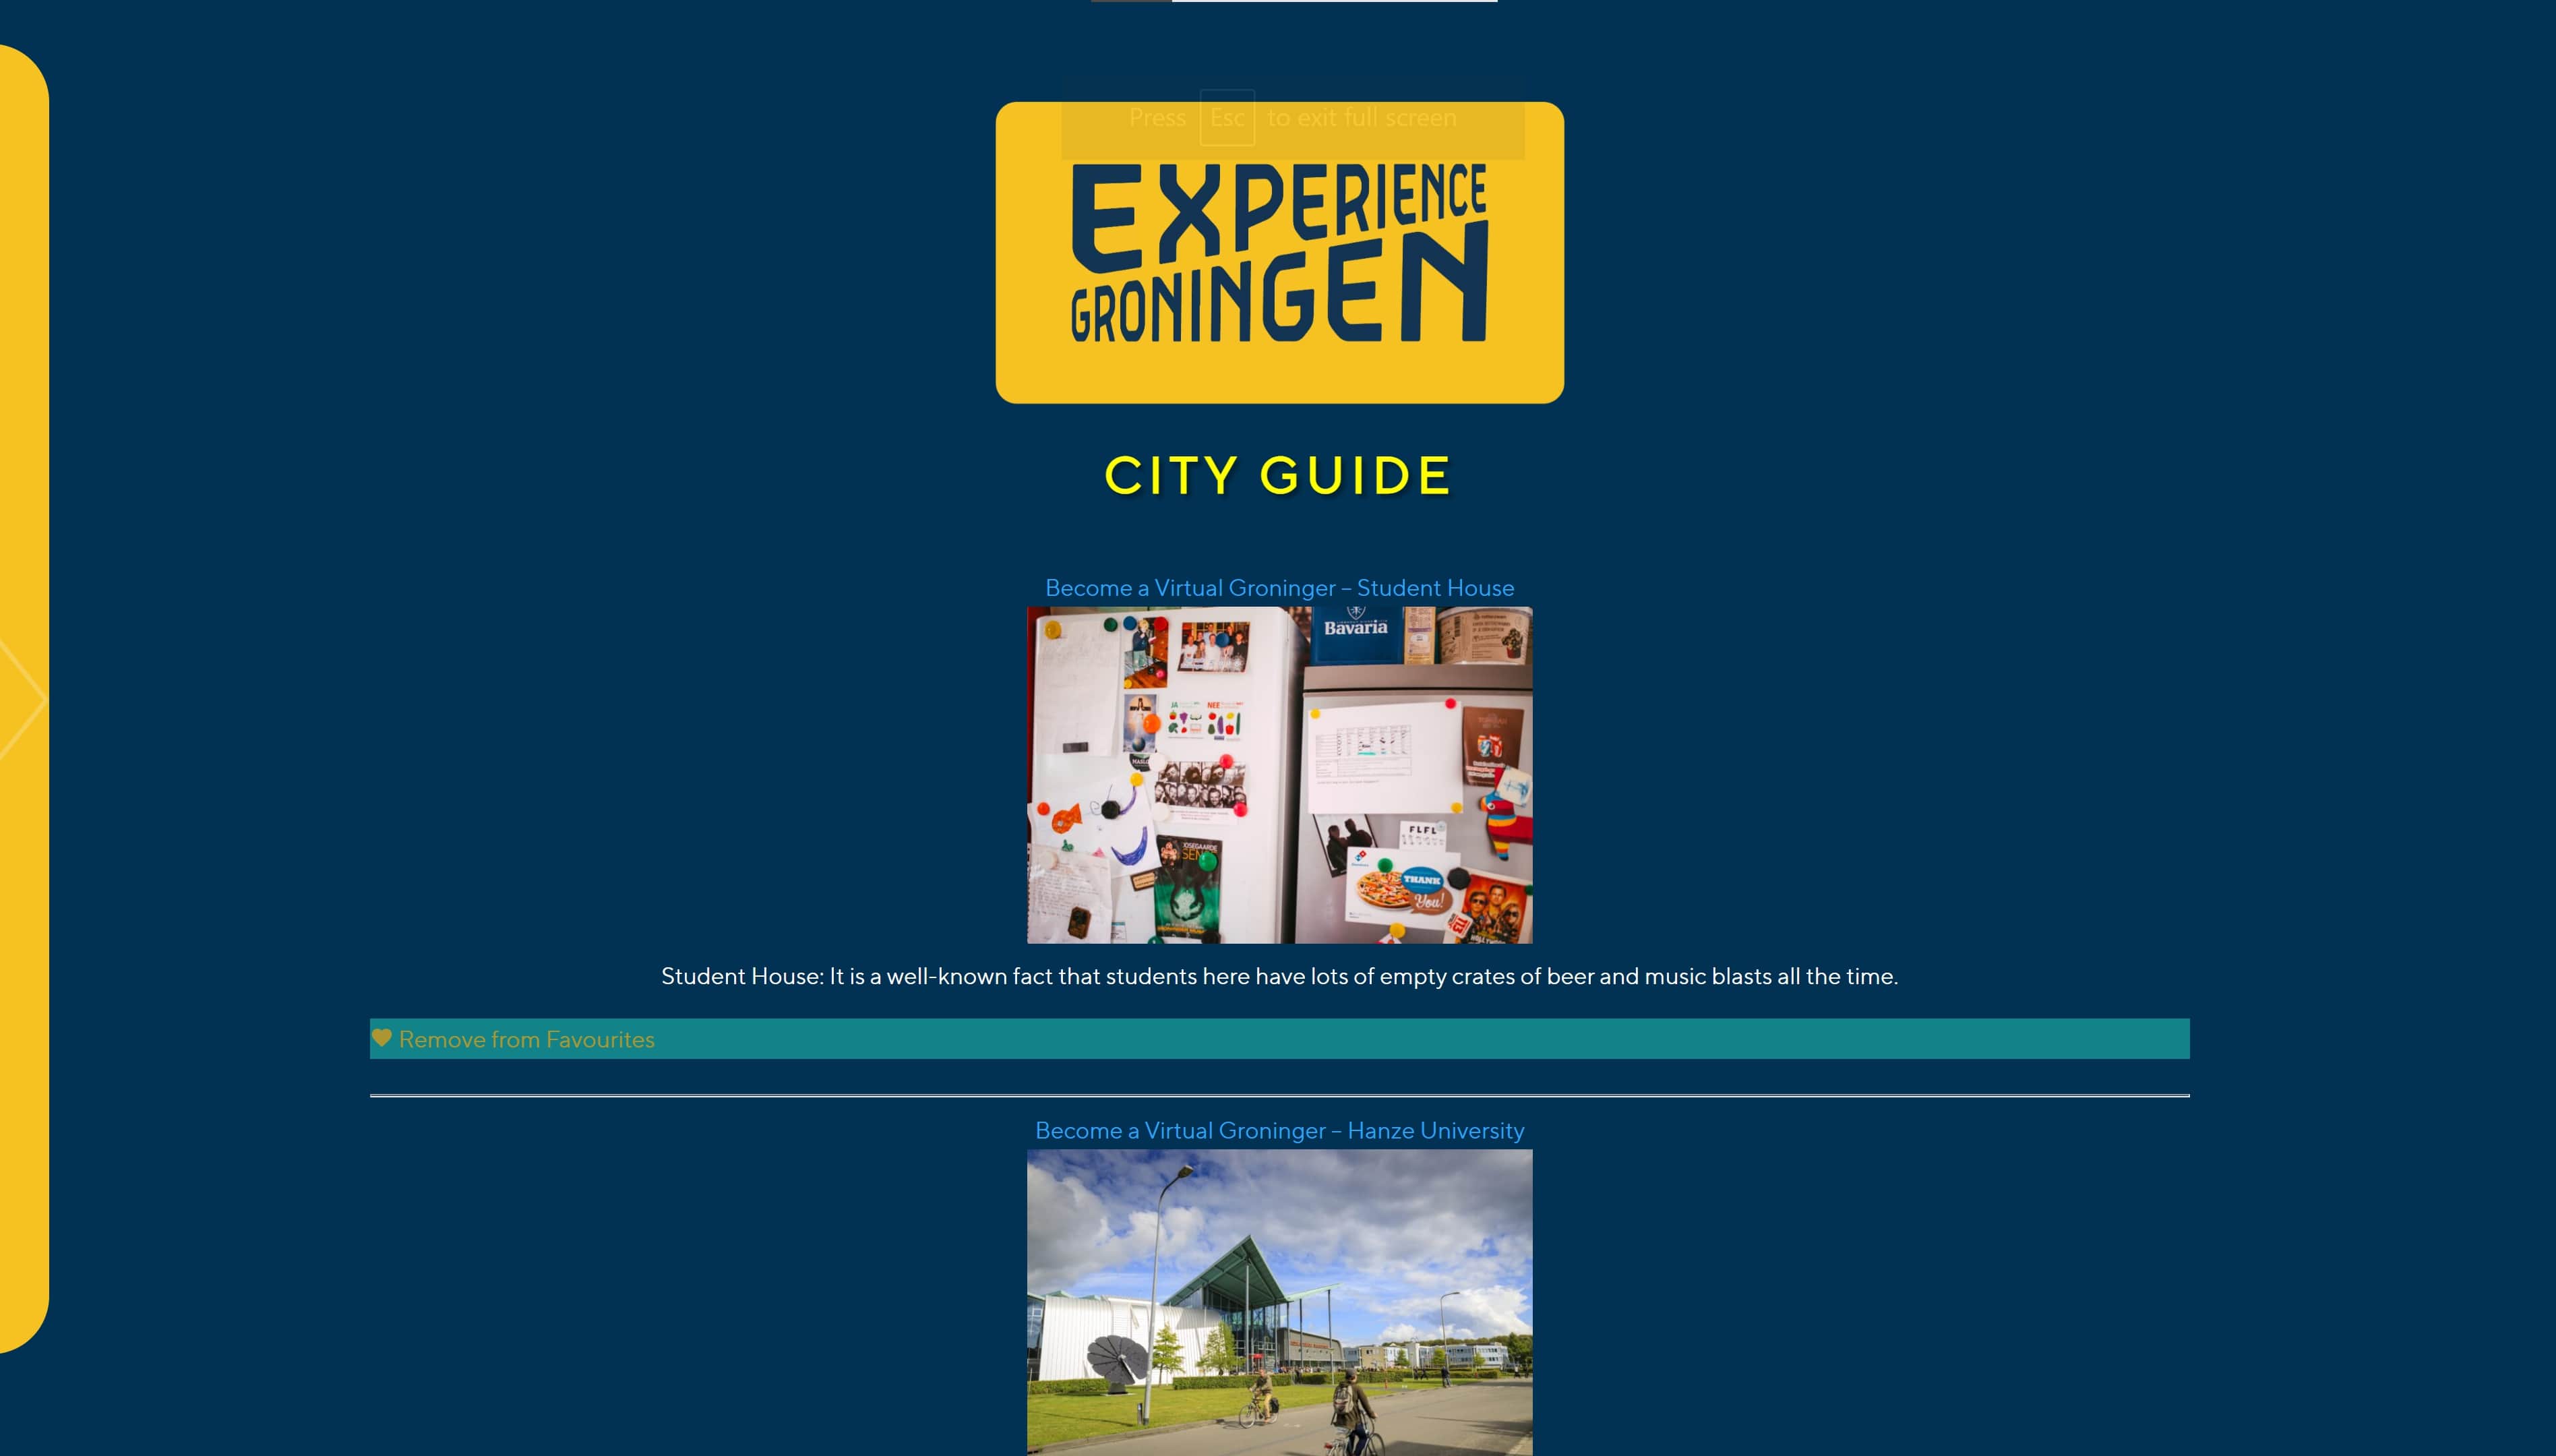 Press Esc to exit full screen
EXPERIENCE
GRONINGEN
CITY GUIDE
Become a Virtual Groninger – Student House
Bavaria
JA
NEE
FLFL
THANK
You!
Student House: It is a well-known fact that students here have lots of empty crates of beer and music blasts all the time.
Remove from Favourites
Become a Virtual Groninger – Hanze University